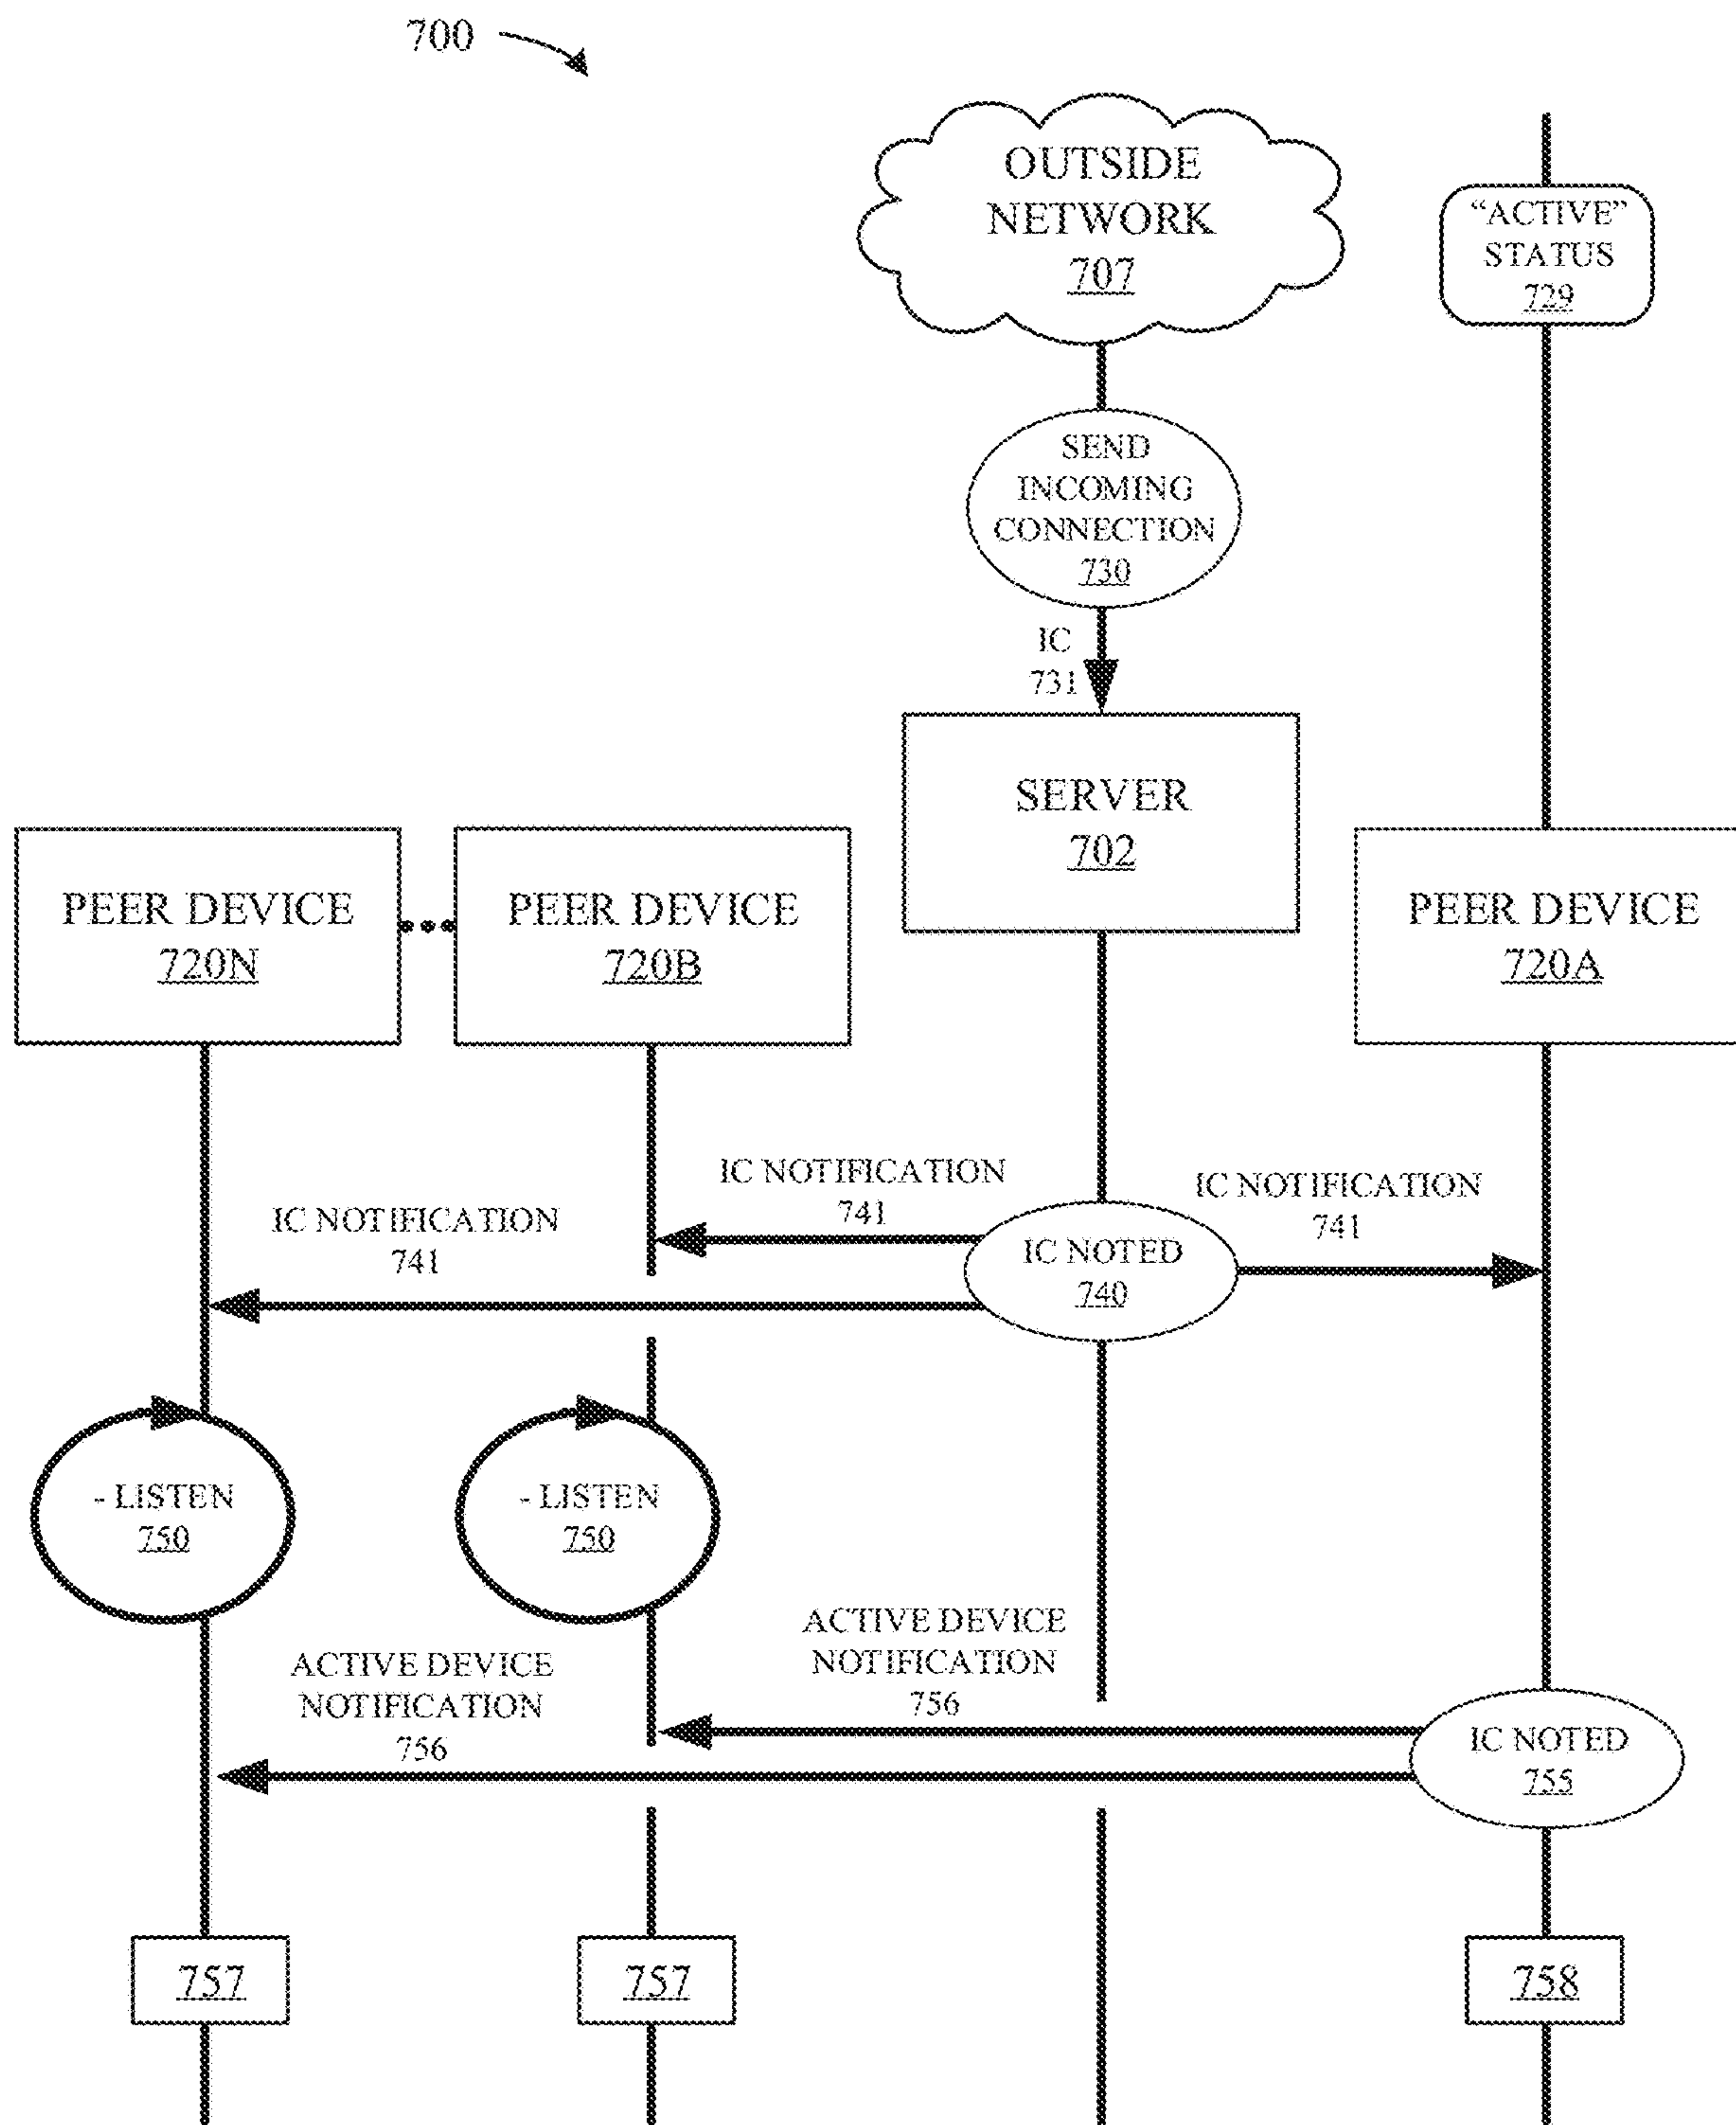 700
OUTSIDE
NETWORK
707
“ACTIVE”
STATUS
729
SEND
INCOMING
CONNECTION
730
IC
731
SERVER
702
PEER DEVICE
720N
PEER DEVICE
720B
PEER DEVICE
720A
IC NOTIFICATION
741
IC NOTIFICATION
741
IC NOTIFICATION
741
IC NOTED
740
- LISTEN
750
- LISTEN
750
ACTIVE DEVICE
NOTIFICATION
756
ACTIVE DEVICE
NOTIFICATION
756
IC NOTED
755
757
757
758